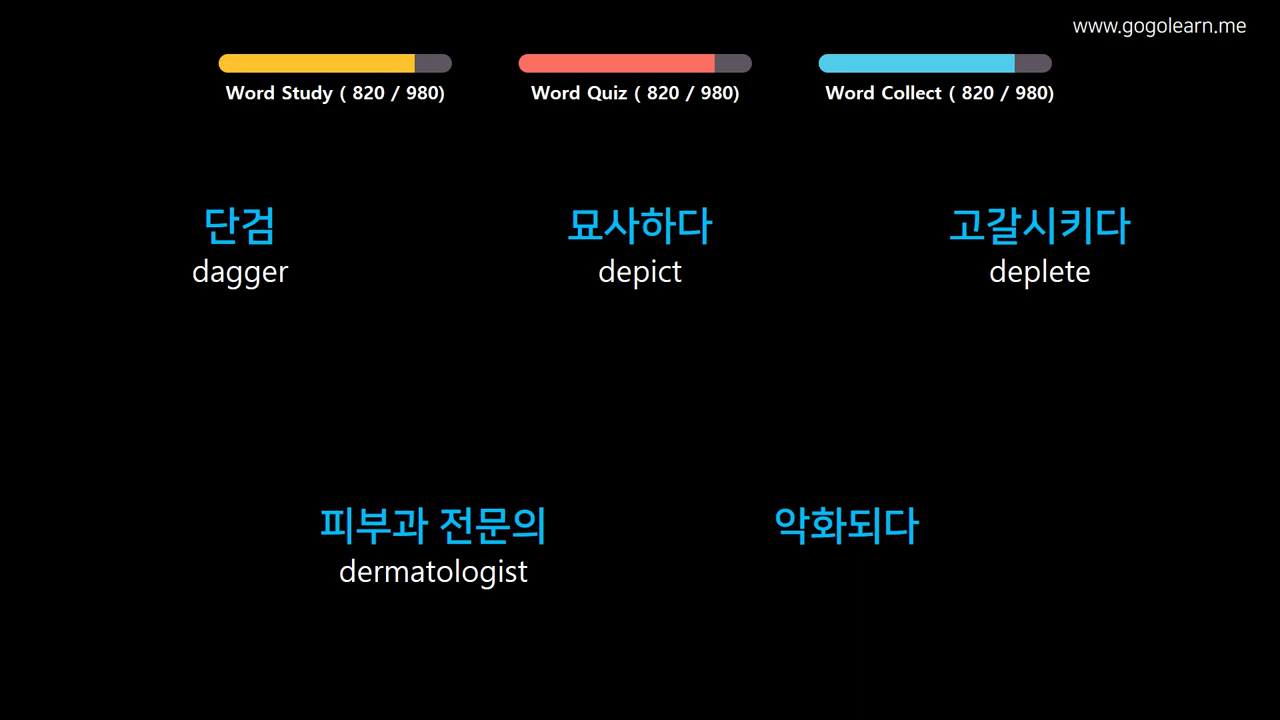 www.gogolearn.me
Word Study ( 820 / 980)
Word Quiz ( 820 / 980)
Word Collect ( 820 / 980)
단검
dagger
묘사하다
depict
고갈시키다
deplete
피부과 전문의
dermatologist
악화되다